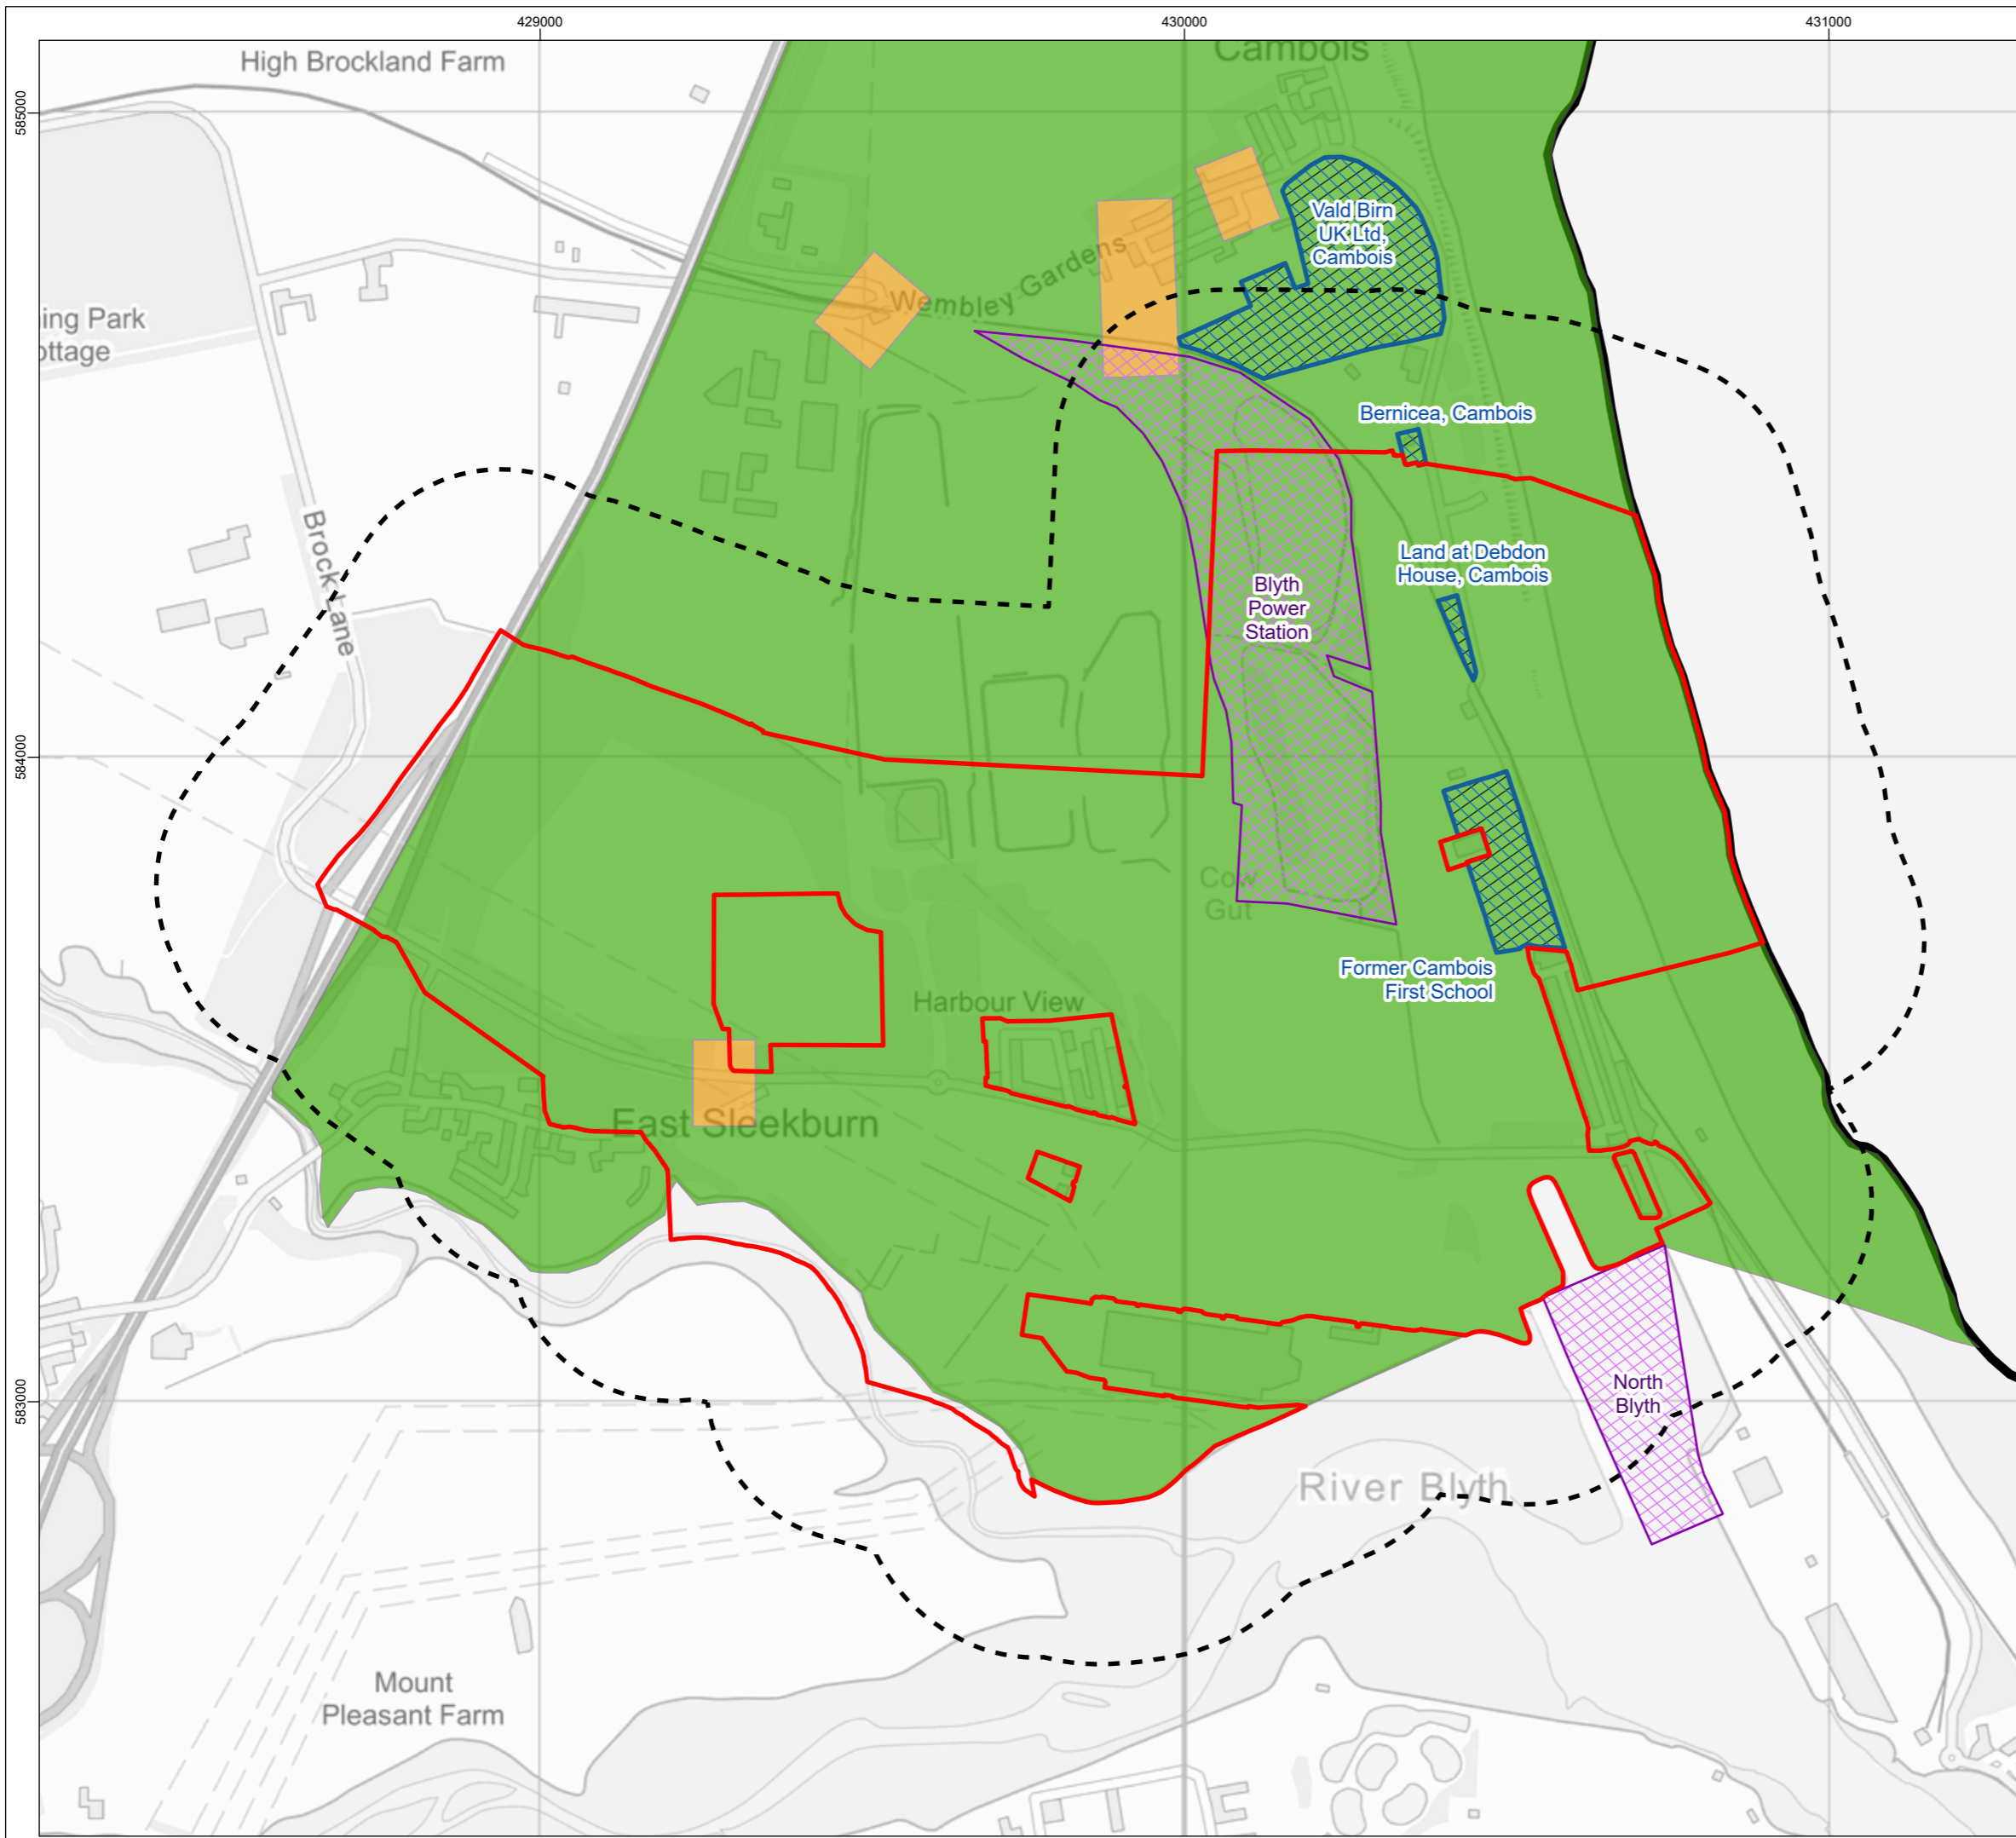 429000
430000
431000
585000
584000
583000
High Brockland Farm
Cambois
Vald Birn
UK Ltd,
Cambois
Wembley Gardens
ing Park
ottage
Bernicea, Cambois
Brock Lane
Land at Debdon
House, Cambois
Blyth
Power
Station
Cow
Gut
Former Cambois
First School
Harbour View
East Sleekburn
North
Blyth
River Blyth
Mount
Pleasant Farm